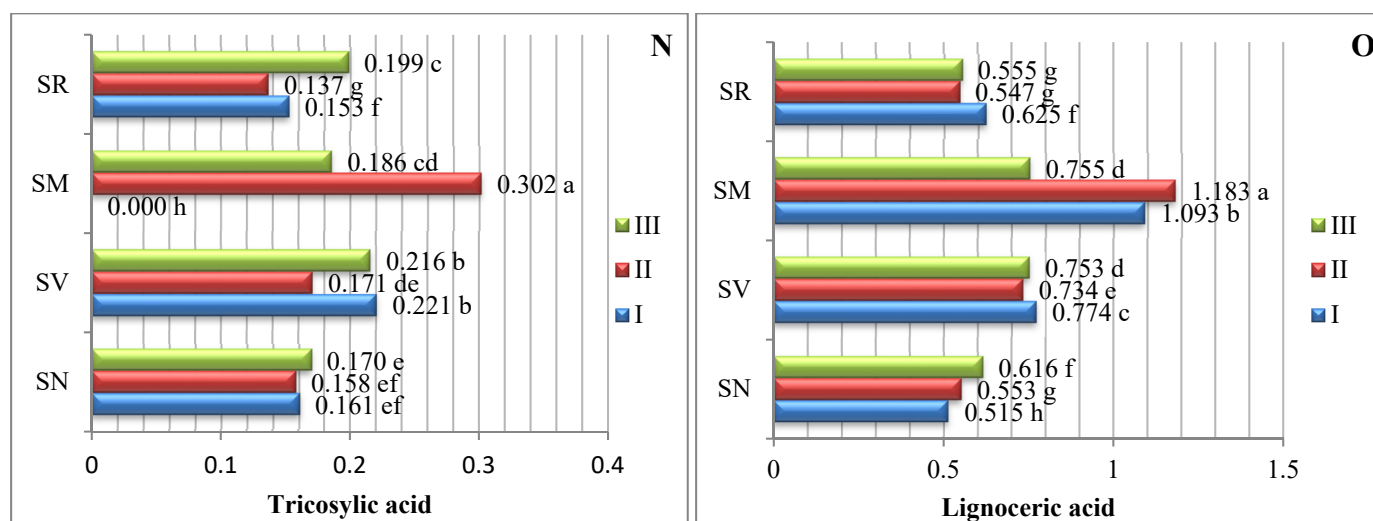 N
SR
0.199 c
0.137 g
0.153 f
SM
0.186 cd
0.302 a
0.000 h
SV
0.216 b
0.171 de
0.221 b
SN
0.170 e
0.158 ef
0.161 ef
III
II
I
0 0.1 0.2 0.3 0.4
Tricosylic acid
O
SR
0.555 g
0.547 g
0.625 f
SM
0.755 d
1.183 a
1.093 b
SV
0.753 d
0.734 e
0.774 c
SN
0.616 f
0.553 g
0.515 h
III
II
I
0 0.5 1 1.5
Lignoceric acid